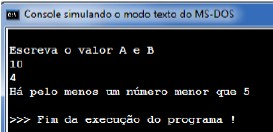 Console simulando o modo texto do MS-DOS
Escreva o valor A e B
10
4
Há pelo menos um número menor que 5
>>> Fim da execução do programa !